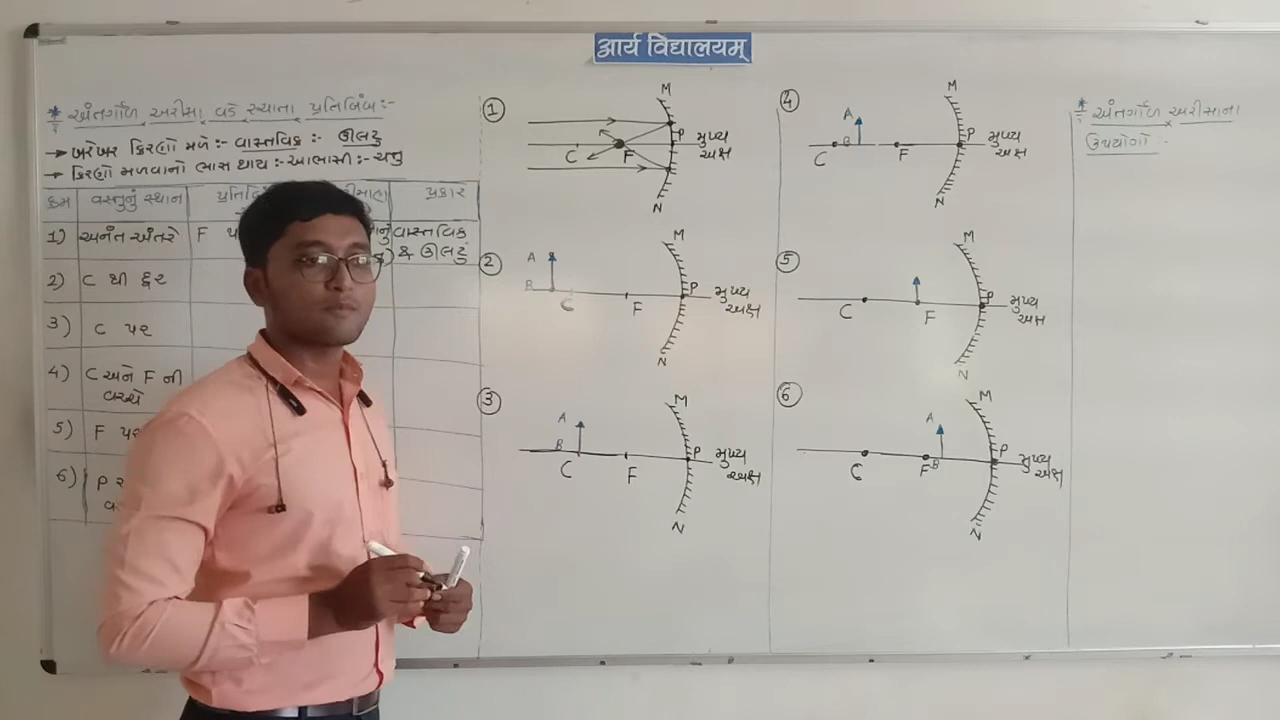 आर्य विद्यालयम्
* અંતર્ગોળ અરીસા વડે રચાતા પ્રતિબિંબ:-
→ ખરેખર કિરણો મળે:- વાસ્તવિક :- ઊલટું
→ કિરણો મળવાનો ભાસ થાય:- આભાસી:- ચત્તુ
ક્રમ વસ્તુનું સ્થાન પ્રકાર
1) અનંત અંતરે F વાસ્તવિક
& ઊલટું
2) C થી દૂર
3) C પર
4) C અને F ની
વચ્ચે
5) F પર
6) P
1
M
C F P મુખ્ય
અક્ષ
N
2
M
A
B C F P મુખ્ય
અક્ષ
N
3
M
A
B C F P મુખ્ય
અક્ષ
N
4
M
A
B C F P મુખ્ય
અક્ષ
N
5
M
C F P મુખ્ય
અક્ષ
N
6
M
A
C F B P મુખ્ય
અક્ષ
N
* અંતર્ગોળ અરીસાના
ઉપયોગો :-